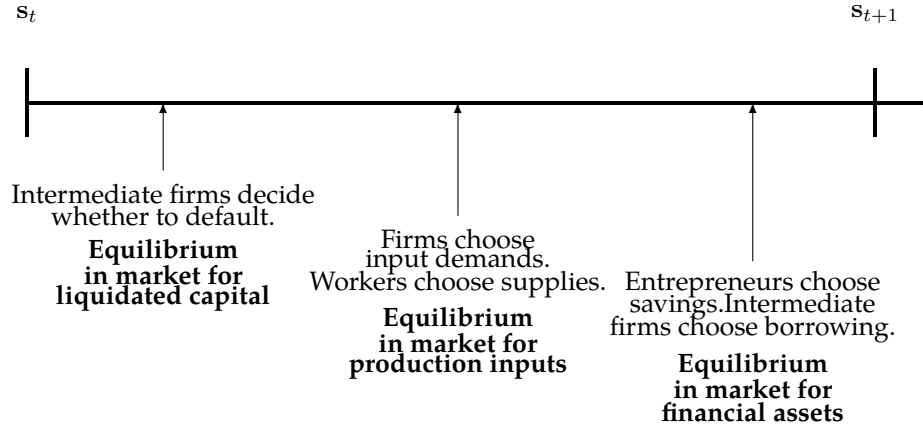 s_t
s_{t+1}
Intermediate firms decide
whether to default.
Equilibrium
in market for
liquidated capital
Firms choose
input demands.
Workers choose supplies.
Equilibrium
in market for
production inputs
Entrepreneurs choose
savings.Intermediate
firms choose borrowing.
Equilibrium
in market for
financial assets